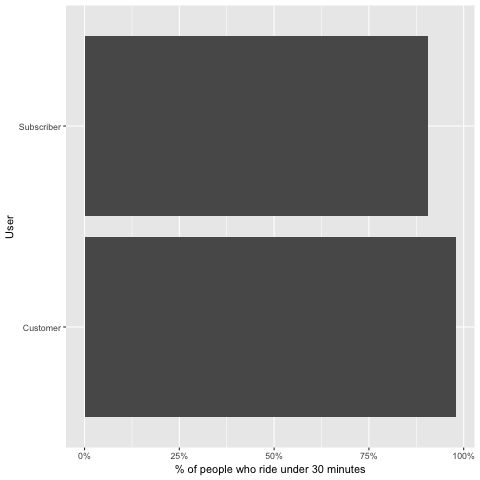 Subscriber
User
Customer
0%
25%
50%
75%
100%
% of people who ride under 30 minutes